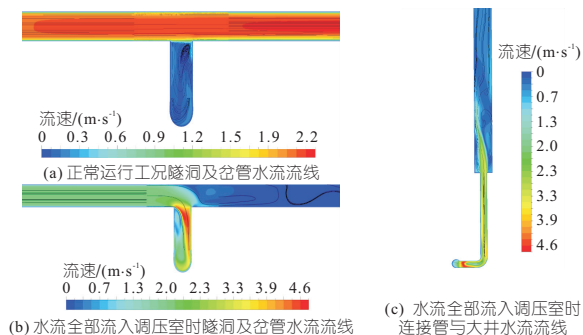 流速/(m·s⁻¹)
0 0.3 0.6 0.9 1.2 1.5 1.9 2.2
(a) 正常运行工况隧洞及岔管水流流线
流速/(m·s⁻¹)
0 0.7 1.3 2.0 2.7 3.3 3.9 4.6
(b) 水流全部流入调压室时隧洞及岔管水流流线
流速/(m·s⁻¹)
0
0.7
1.3
2.0
2.7
3.3
3.9
4.6
(c) 水流全部流入调压室时
连接管与大井水流流线